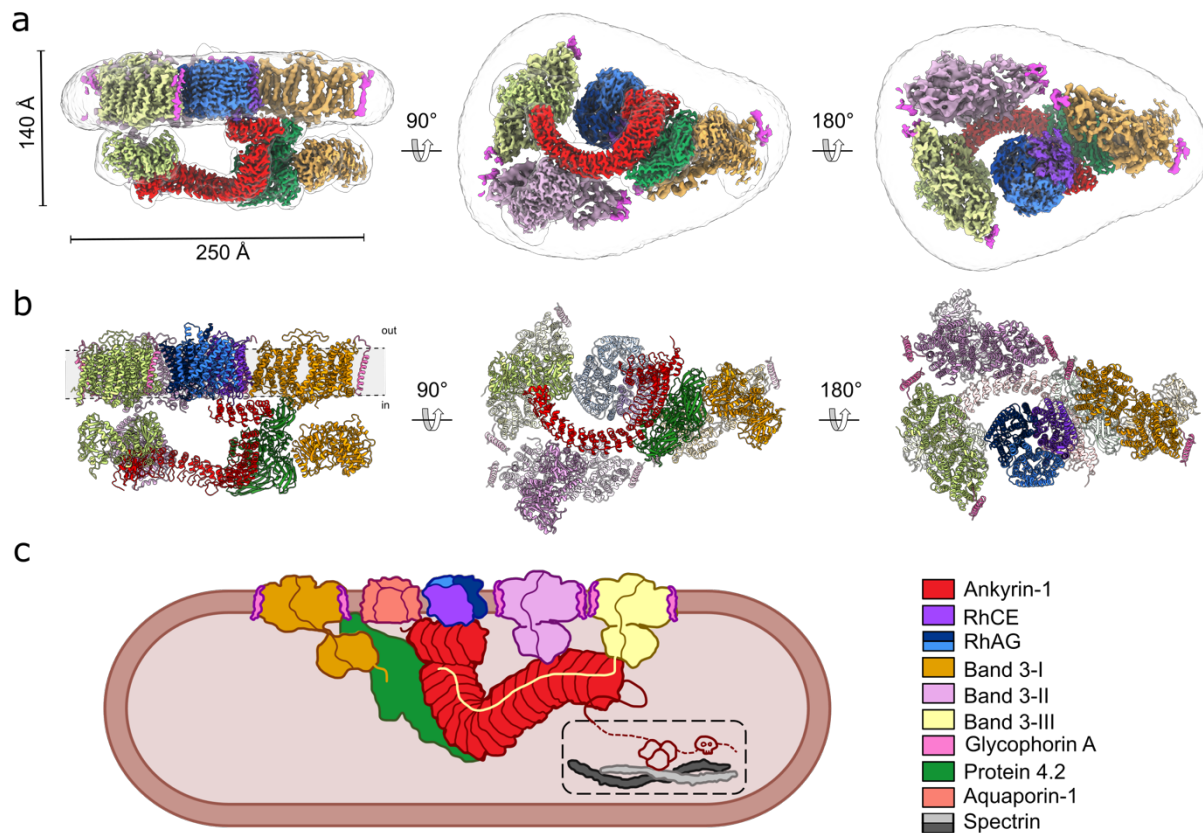 a
140 Å
250 Å
90°
180°
b
out
in
90°
180°
c
Ankyrin-1
RhCE
RhAG
Band 3-I
Band 3-II
Band 3-III
Glycophorin A
Protein 4.2
Aquaporin-1
Spectrin